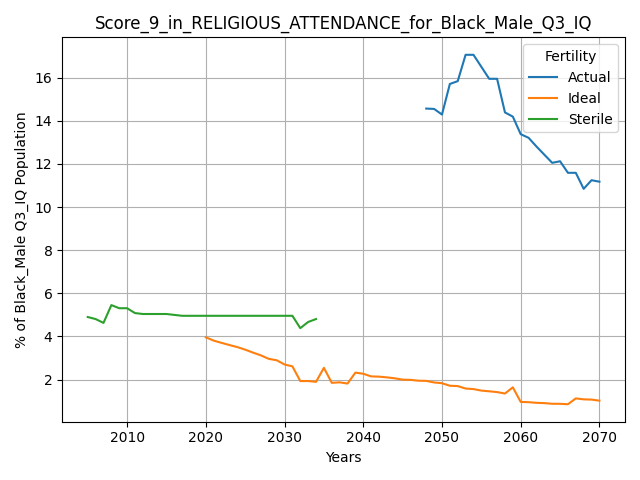 Score_9_in_RELIGIOUS_ATTENDANCE_for_Black_Male_Q3_IQ
Fertility
Actual
Ideal
Sterile
% of Black_Male Q3_IQ Population
16
14
12
10
8
6
4
2
2010 2020 2030 2040 2050 2060 2070
Years